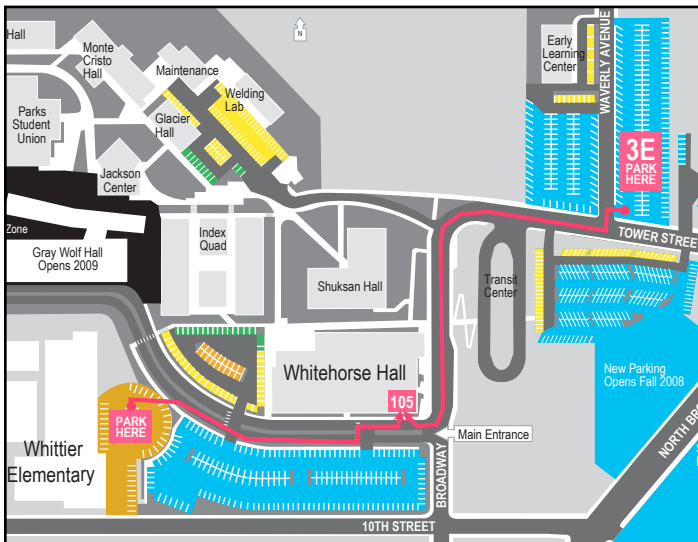 Hall
Monte
Cristo
Hall
N
Early
Learning
Center
WAVERLY AVENUE
Maintenance
Welding
Lab
Parks
Student
Union
Glacier
Hall
3E
PARK
HERE
Jackson
Center
Zone
Gray Wolf Hall
Opens 2009
Index
Quad
TOWER STREET
Shuksan Hall
Transit
Center
Whitehorse Hall
New Parking
Opens Fall 2008
105
PARK
HERE
Whittier
Elementary
Main Entrance
BROADWAY
NORTH BRO
10TH STREET